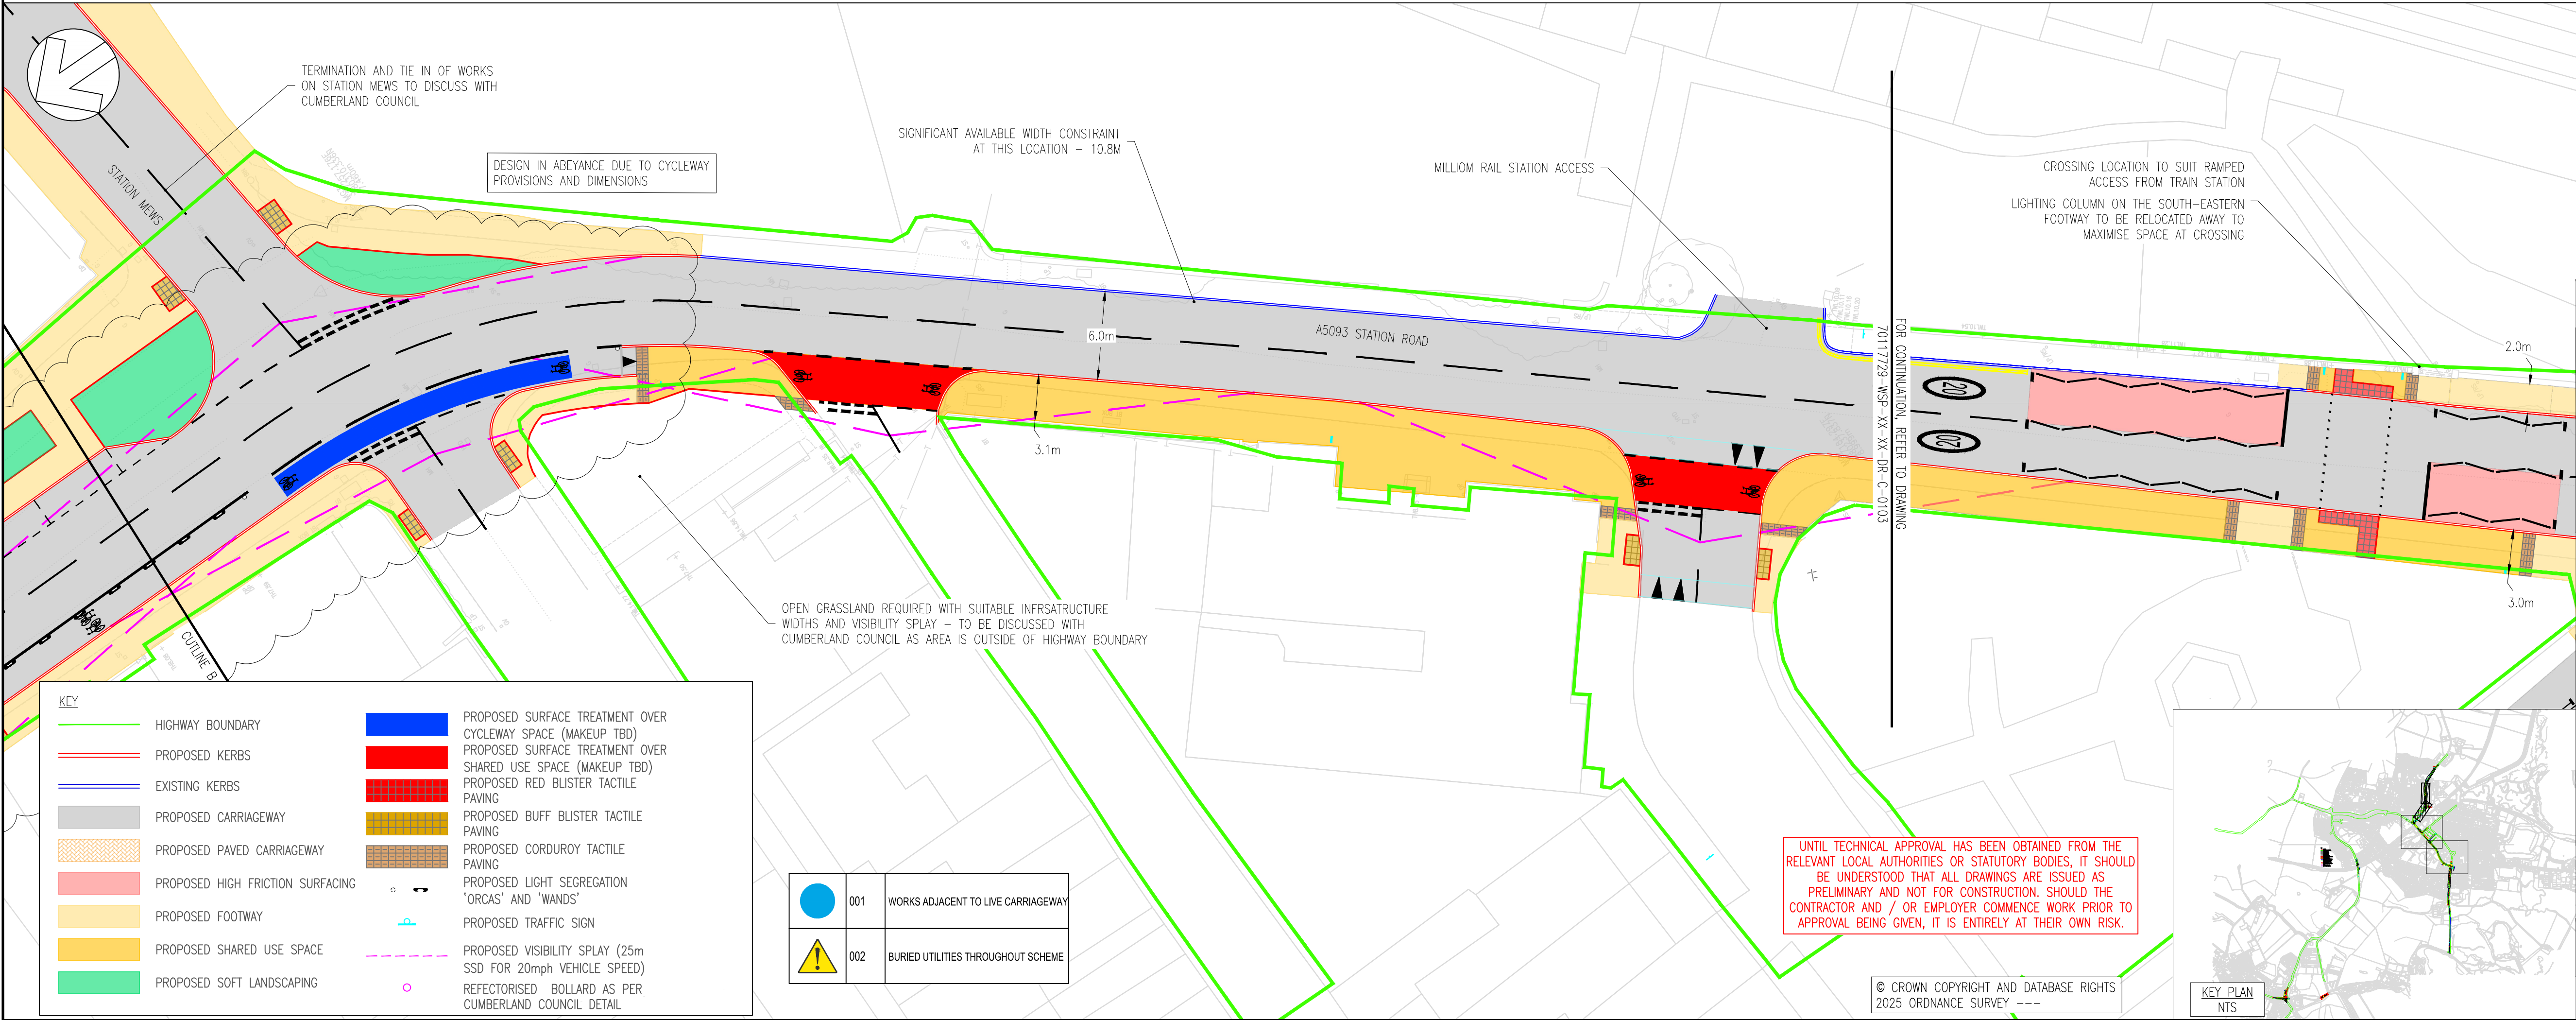 TERMINATION AND TIE IN OF WORKS
ON STATION MEWS TO DISCUSS WITH
CUMBERLAND COUNCIL
STATION MEWS
DESIGN IN ABEYANCE DUE TO CYCLEWAY
PROVISIONS AND DIMENSIONS
SIGNIFICANT AVAILABLE WIDTH CONSTRAINT
AT THIS LOCATION - 10.8M
MILLIOM RAIL STATION ACCESS
CROSSING LOCATION TO SUIT RAMPED
ACCESS FROM TRAIN STATION
LIGHTING COLUMN ON THE SOUTH-EASTERN
FOOTWAY TO BE RELOCATED AWAY TO
MAXIMISE SPACE AT CROSSING
6.0m
A5093 STATION ROAD
3.1m
20
20
2.0m
3.0m
FOR CONTINUATION, REFER TO DRAWING
70117729-WSP-XX-XX-DR-C-0103
OPEN GRASSLAND REQUIRED WITH SUITABLE INFRSATRUCTURE
WIDTHS AND VISIBILITY SPLAY - TO BE DISCUSSED WITH
CUMBERLAND COUNCIL AS AREA IS OUTSIDE OF HIGHWAY BOUNDARY
CUTLINE B
KEY
HIGHWAY BOUNDARY
PROPOSED KERBS
EXISTING KERBS
PROPOSED CARRIAGEWAY
PROPOSED PAVED CARRIAGEWAY
PROPOSED HIGH FRICTION SURFACING
PROPOSED FOOTWAY
PROPOSED SHARED USE SPACE
PROPOSED SOFT LANDSCAPING
PROPOSED SURFACE TREATMENT OVER
CYCLEWAY SPACE (MAKEUP TBD)
PROPOSED SURFACE TREATMENT OVER
SHARED USE SPACE (MAKEUP TBD)
PROPOSED RED BLISTER TACTILE
PAVING
PROPOSED BUFF BLISTER TACTILE
PAVING
PROPOSED CORDUROY TACTILE
PAVING
PROPOSED LIGHT SEGREGATION
'ORCAS' AND 'WANDS'
PROPOSED TRAFFIC SIGN
PROPOSED VISIBILITY SPLAY (25m
SSD FOR 20mph VEHICLE SPEED)
REFECTORISED BOLLARD AS PER
CUMBERLAND COUNCIL DETAIL
001 WORKS ADJACENT TO LIVE CARRIAGEWAY
002 BURIED UTILITIES THROUGHOUT SCHEME
UNTIL TECHNICAL APPROVAL HAS BEEN OBTAINED FROM THE
RELEVANT LOCAL AUTHORITIES OR STATUTORY BODIES, IT SHOULD
BE UNDERSTOOD THAT ALL DRAWINGS ARE ISSUED AS
PRELIMINARY AND NOT FOR CONSTRUCTION. SHOULD THE
CONTRACTOR AND / OR EMPLOYER COMMENCE WORK PRIOR TO
APPROVAL BEING GIVEN, IT IS ENTIRELY AT THEIR OWN RISK.
© CROWN COPYRIGHT AND DATABASE RIGHTS
2025 ORDNANCE SURVEY ---
KEY PLAN
NTS